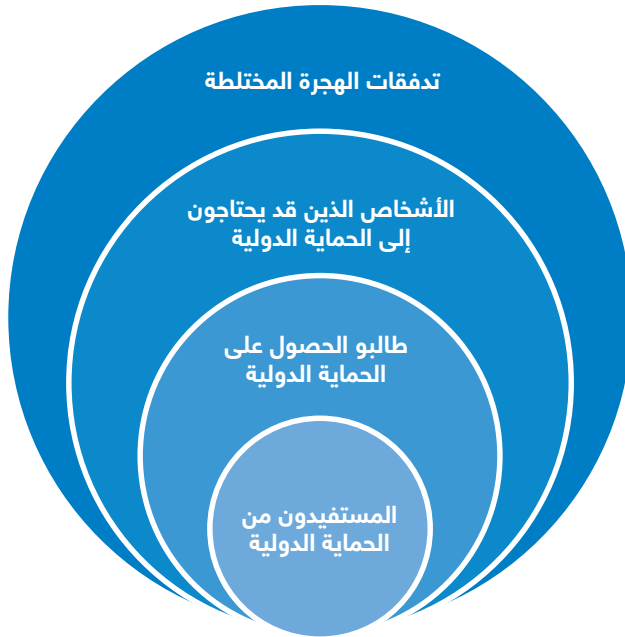 تدفقات الهجرة المختلطة
الأشخاص الذين قد يحتاجون
إلى الحماية الدولية
طالبو الحصول على
الحماية الدولية
المستفيدون من
الحماية الدولية